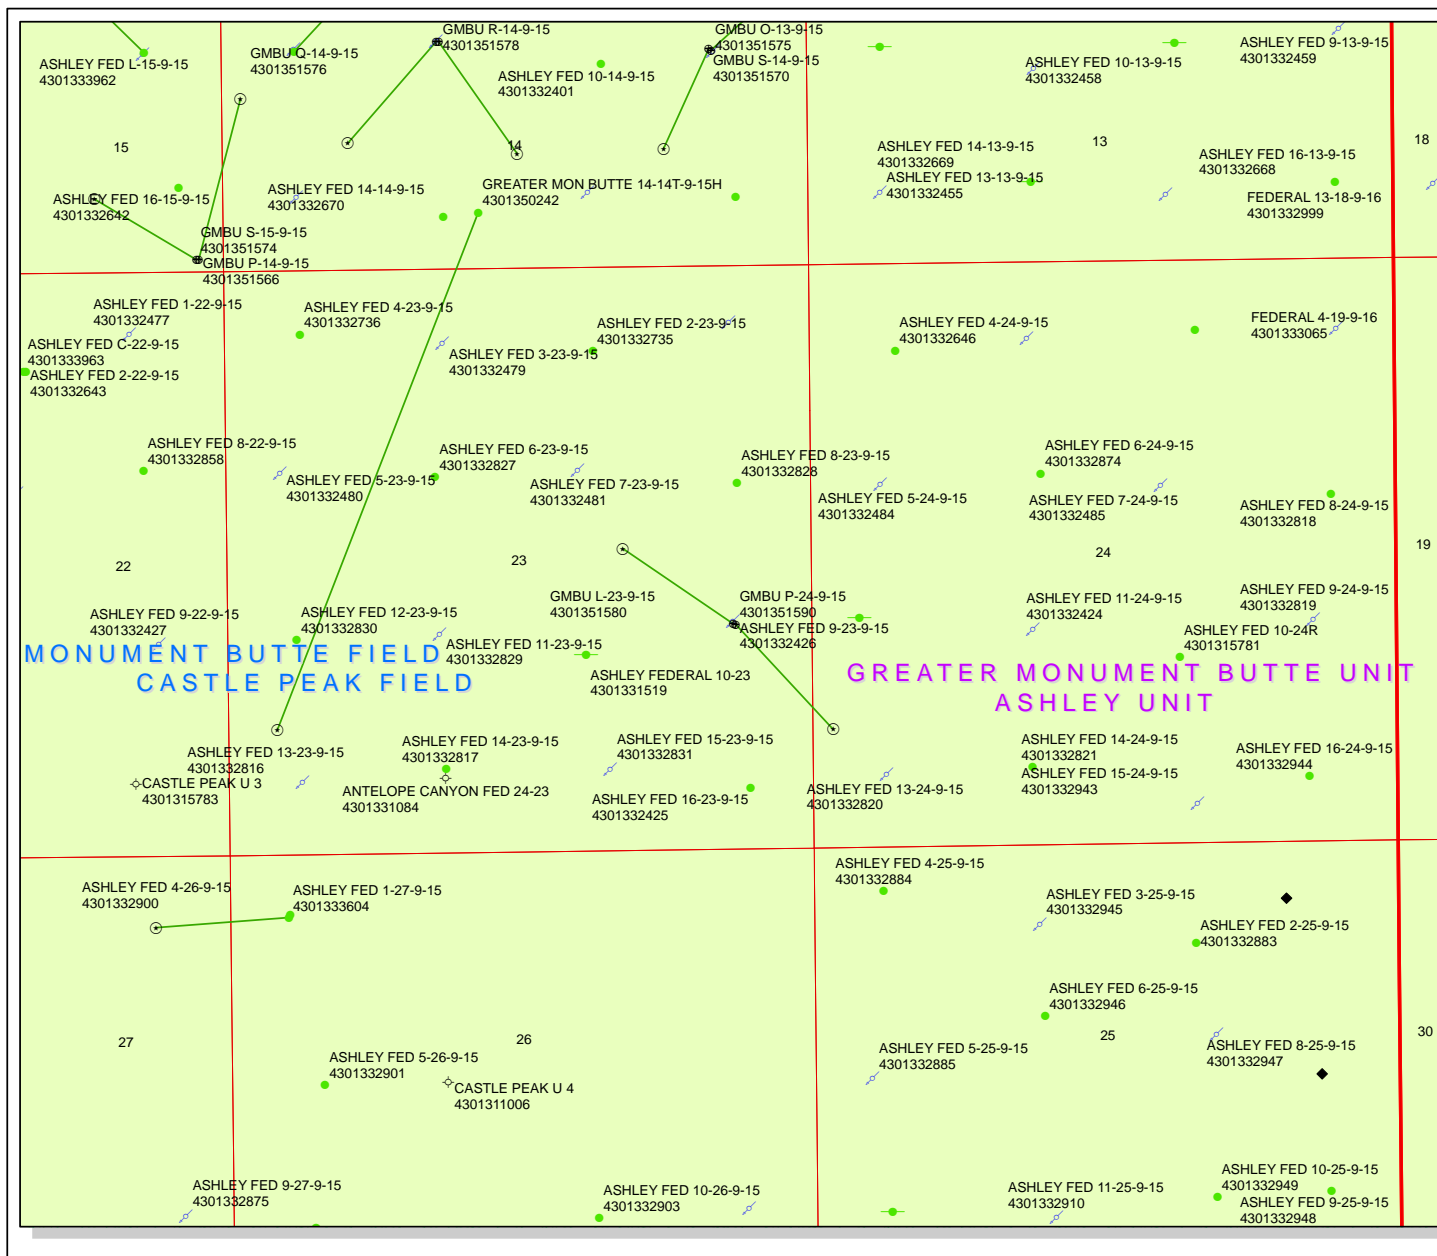 GMBU R-14-9-15
4301351578
GMBU O-13-9-15
4301351575
GMBU S-14-9-15
4301351570
ASHLEY FED L-15-9-15
4301333962
GMBU Q-14-9-15
4301351576
ASHLEY FED 10-14-9-15
4301332401
ASHLEY FED 10-13-9-15
4301332458
ASHLEY FED 9-13-9-15
4301332459
15
14
13
18
ASHLEY FED 14-13-9-15
4301332669
ASHLEY FED 13-13-9-15
4301332455
ASHLEY FED 16-13-9-15
4301332668
FEDERAL 13-18-9-16
4301332999
ASHLEY FED 16-15-9-15
4301332642
ASHLEY FED 14-14-9-15
4301332670
GREATER MON BUTTE 14-14T-9-15H
4301350242
GMBU S-15-9-15
4301351574
GMBU P-14-9-15
4301351566
ASHLEY FED 1-22-9-15
4301332477
ASHLEY FED 4-23-9-15
4301332736
ASHLEY FED 2-23-9-15
4301332735
ASHLEY FED 4-24-9-15
4301332646
FEDERAL 4-19-9-16
4301333065
ASHLEY FED C-22-9-15
4301333963
ASHLEY FED 2-22-9-15
4301332643
ASHLEY FED 3-23-9-15
4301332479
ASHLEY FED 8-22-9-15
4301332858
ASHLEY FED 5-23-9-15
4301332480
ASHLEY FED 6-23-9-15
4301332827
ASHLEY FED 7-23-9-15
4301332481
ASHLEY FED 8-23-9-15
4301332828
ASHLEY FED 5-24-9-15
4301332484
ASHLEY FED 6-24-9-15
4301332874
ASHLEY FED 7-24-9-15
4301332485
ASHLEY FED 8-24-9-15
4301332818
22
23
24
19
ASHLEY FED 9-22-9-15
4301332427
ASHLEY FED 12-23-9-15
4301332830
ASHLEY FED 11-23-9-15
4301332829
GMBU L-23-9-15
4301351580
GMBU P-24-9-15
4301351590
ASHLEY FED 9-23-9-15
4301332426
ASHLEY FED 11-24-9-15
4301332424
ASHLEY FED 9-24-9-15
4301332819
ASHLEY FED 10-24R
4301315781
ASHLEY FEDERAL 10-23
4301331519
MONUMENT BUTTE FIELD
CASTLE PEAK FIELD
GREATER MONUMENT BUTTE UNIT
ASHLEY UNIT
ASHLEY FED 13-23-9-15
4301332816
CASTLE PEAK U 3
4301315783
ASHLEY FED 14-23-9-15
4301332817
ANTELOPE CANYON FED 24-23
4301331084
ASHLEY FED 15-23-9-15
4301332831
ASHLEY FED 16-23-9-15
4301332425
ASHLEY FED 13-24-9-15
4301332820
ASHLEY FED 14-24-9-15
4301332821
ASHLEY FED 15-24-9-15
4301332943
ASHLEY FED 16-24-9-15
4301332944
ASHLEY FED 4-26-9-15
4301332900
ASHLEY FED 1-27-9-15
4301333604
ASHLEY FED 4-25-9-15
4301332884
ASHLEY FED 3-25-9-15
4301332945
ASHLEY FED 2-25-9-15
4301332883
ASHLEY FED 6-25-9-15
4301332946
27
26
25
30
ASHLEY FED 5-26-9-15
4301332901
CASTLE PEAK U 4
4301311006
ASHLEY FED 5-25-9-15
4301332885
ASHLEY FED 8-25-9-15
4301332947
ASHLEY FED 9-27-9-15
4301332875
ASHLEY FED 10-26-9-15
4301332903
ASHLEY FED 11-25-9-15
4301332910
ASHLEY FED 10-25-9-15
4301332949
ASHLEY FED 9-25-9-15
4301332948